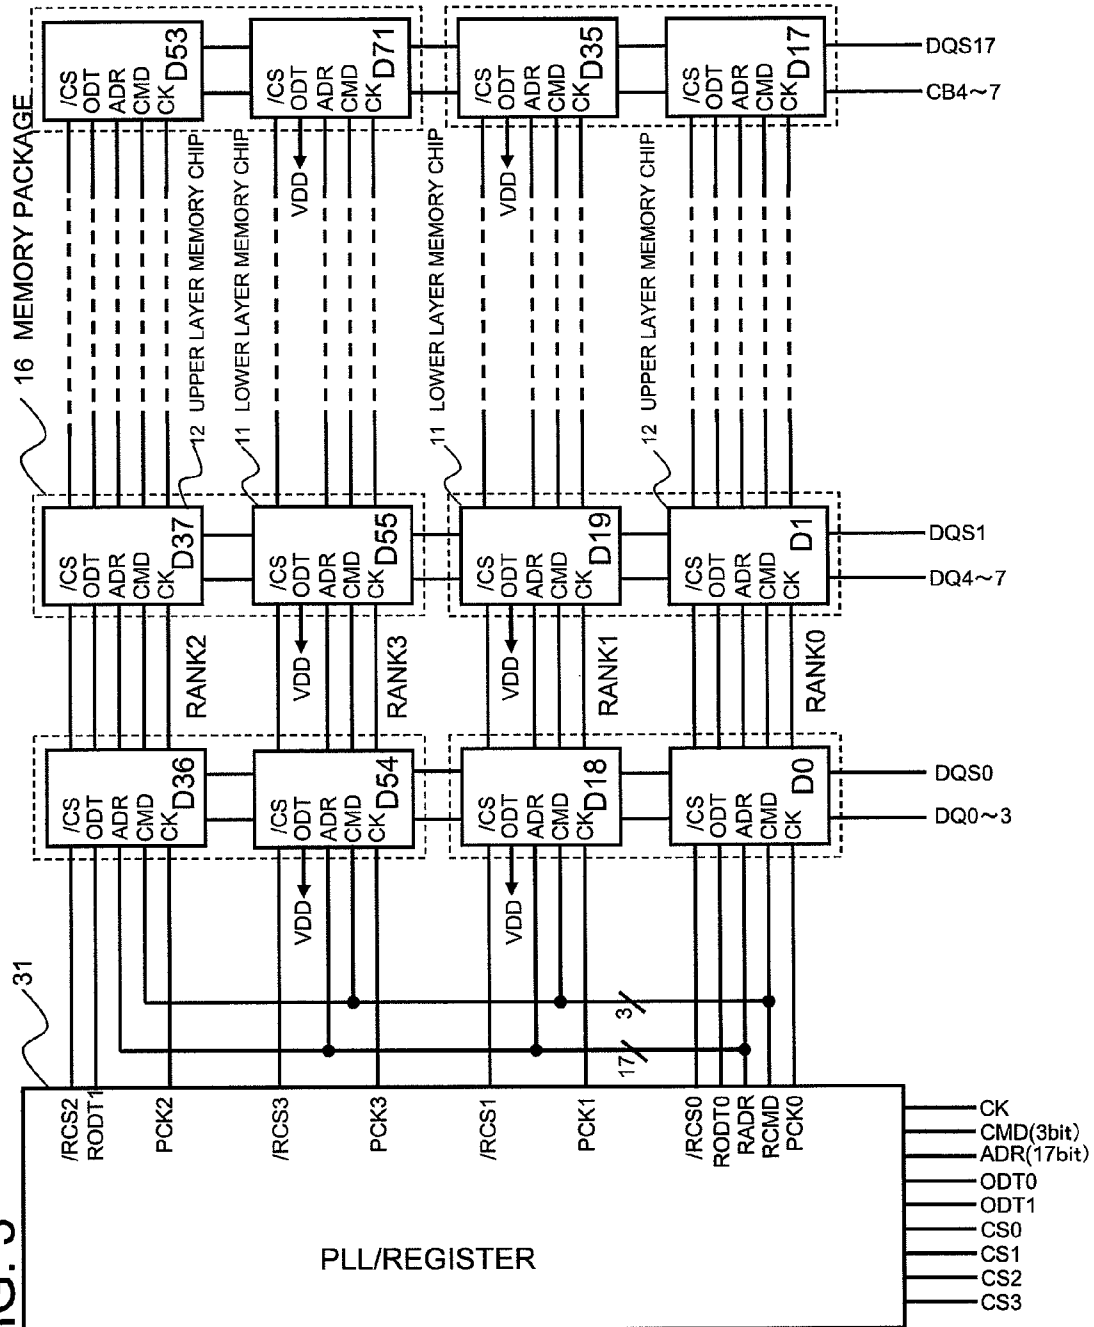 D53
/CS
ODT
ADR
CMD
CK
D71
/CS
ODT
ADR
CMD
CK
D35
/CS
ODT
ADR
CMD
CK
D17
/CS
ODT
ADR
CMD
CK
DQS17
CB4~7
VDD
VDD
16 MEMORY PACKAGE
12 UPPER LAYER MEMORY CHIP
11 LOWER LAYER MEMORY CHIP
11 LOWER LAYER MEMORY CHIP
12 UPPER LAYER MEMORY CHIP
D37
/CS
ODT
ADR
CMD
CK
D55
/CS
ODT
ADR
CMD
CK
D19
/CS
ODT
ADR
CMD
CK
D1
/CS
ODT
ADR
CMD
CK
DQS1
DQ4~7
VDD
VDD
RANK2
RANK3
RANK1
RANK0
D36
/CS
ODT
ADR
CMD
CK
D54
/CS
ODT
ADR
CMD
CK
D18
/CS
ODT
ADR
CMD
CK
D0
/CS
ODT
ADR
CMD
CK
DQS0
DQ0~3
VDD
VDD
31
3
17
/RCS2
RODT1
PCK2
/RCS3
PCK3
/RCS1
PCK1
/RCS0
RODT0
RADR
RCMD
PCK0
PLL/REGISTER
CK
CMD(3bit)
ADR(17bit)
ODT0
ODT1
CS0
CS1
CS2
CS3